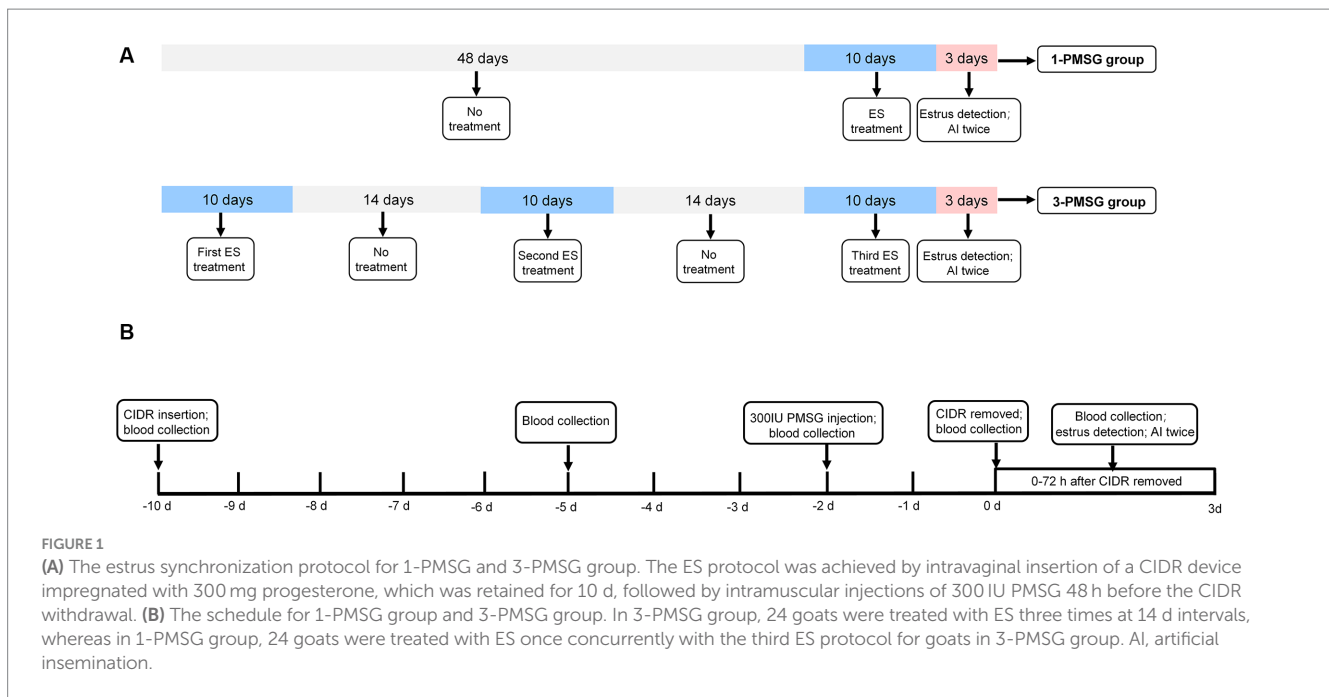 A
48 days
10 days
3 days
1-PMSG group
No
treatment
ES
treatment
Estrus detection;
AI twice
10 days
14 days
10 days
14 days
10 days
3 days
3-PMSG group
First ES
treatment
No
treatment
Second ES
treatment
No
treatment
Third ES
treatment
Estrus detection;
AI twice
B
CIDR insertion;
blood collection
Blood collection
300IU PMSG injection;
blood collection
CIDR removed;
blood collection
Blood collection;
estrus detection; AI twice
0-72 h after CIDR removed
-10 d
-9 d
-8 d
-7 d
-6 d
-5 d
-4 d
-3 d
-2 d
-1 d
0 d
3d
FIGURE 1
(A) The estrus synchronization protocol for 1-PMSG and 3-PMSG group. The ES protocol was achieved by intravaginal insertion of a CIDR device
impregnated with 300 mg progesterone, which was retained for 10 d, followed by intramuscular injections of 300 IU PMSG 48 h before the CIDR
withdrawal. (B) The schedule for 1-PMSG group and 3-PMSG group. In 3-PMSG group, 24 goats were treated with ES three times at 14 d intervals,
whereas in 1-PMSG group, 24 goats were treated with ES once concurrently with the third ES protocol for goats in 3-PMSG group. AI, artificial
insemination.